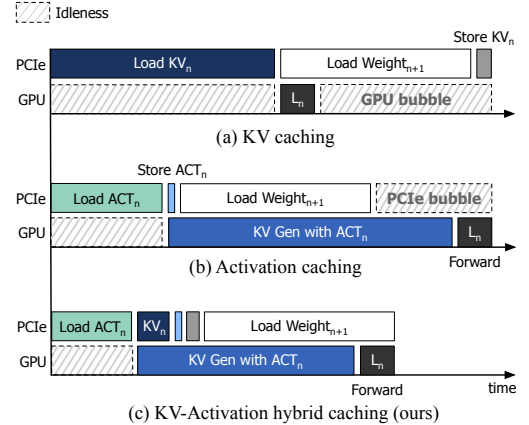 Idleness
Store KVn
PCIe Load KVn Load Weightn+1
GPU Ln GPU bubble
(a) KV caching
Store ACTn
PCIe Load ACTn Load Weightn+1 PCIe bubble
GPU KV Gen with ACTn Ln
Forward
(b) Activation caching
PCIe Load ACTn KVn Load Weightn+1
GPU KV Gen with ACTn Ln
Forward time
(c) KV-Activation hybrid caching (ours)